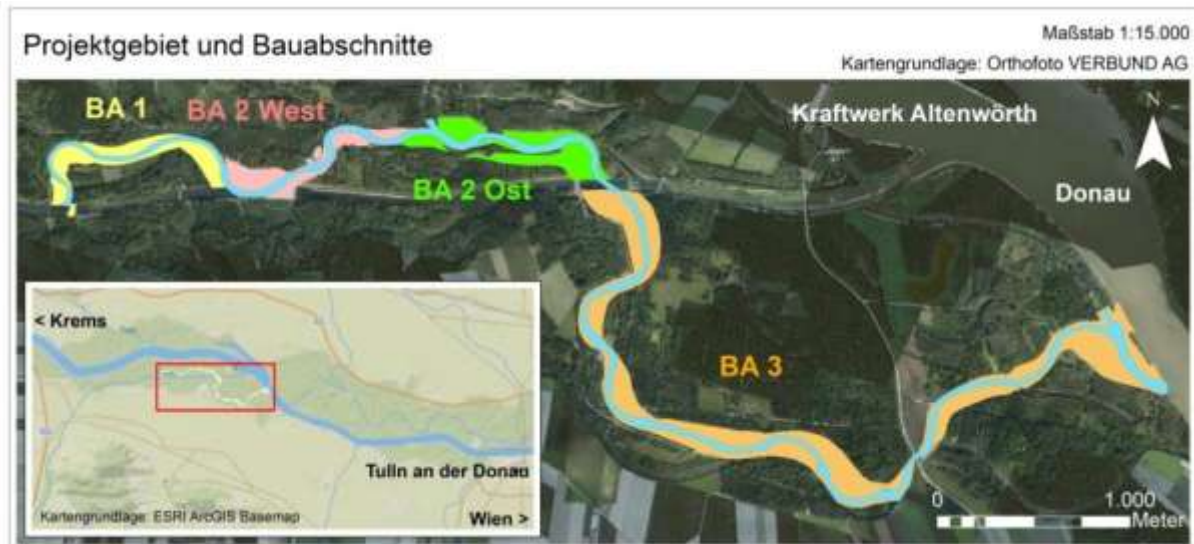 Projektgebiet und Bauabschnitte
Maßstab 1:15.000
Kartengrundlage: Orthofoto VERBUND AG
BA 1
BA 2 West
Kraftwerk Altenwörth
N
BA 2 Ost
Donau
< Krems
BA 3
Tulln an der Donau
Kartengrundlage: ESRI ArcGIS Basemap
Wien >
0 1.000
Meter